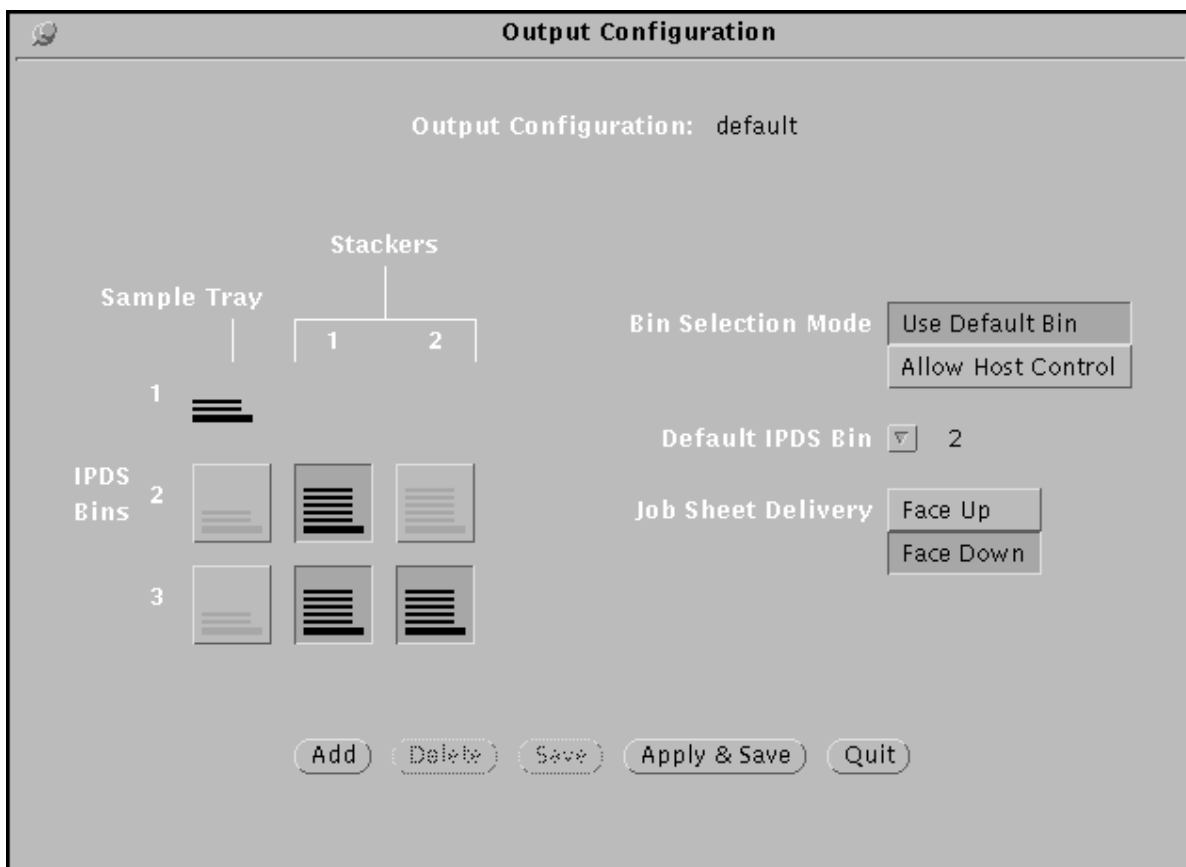 Output Configuration
Output Configuration: default
Stackers
Sample Tray
1 2
Bin Selection Mode Use Default Bin
Allow Host Control
1
Default IPDS Bin 2
IPDS
Bins
2
Job Sheet Delivery Face Up
Face Down
3
Add Delete Save Apply & Save Quit